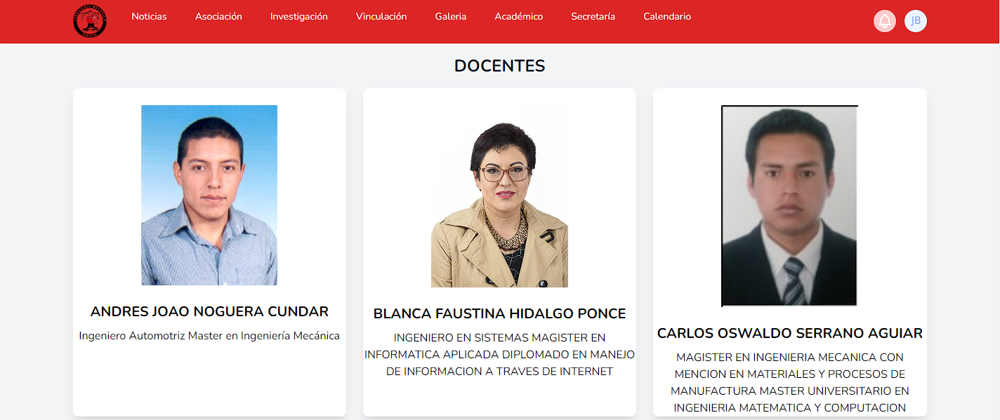 Noticias
Asociación
Investigación
Vinculación
Galeria
Académico
Secretaría
Calendario
JB
DOCENTES
ANDRES JOAO NOGUERA CUNDAR
Ingeniero Automotriz Master en Ingeniería Mecánica
BLANCA FAUSTINA HIDALGO PONCE
INGENIERO EN SISTEMAS MAGISTER EN
INFORMATICA APLICADA DIPLOMADO EN MANEJO
DE INFORMACION A TRAVES DE INTERNET
CARLOS OSWALDO SERRANO AGUIAR
MAGISTER EN INGENIERIA MECANICA CON
MENCION EN MATERIALES Y PROCESOS DE
MANUFACTURA MASTER UNIVERSITARIO EN
INGENIERIA MATEMATICA Y COMPUTACION